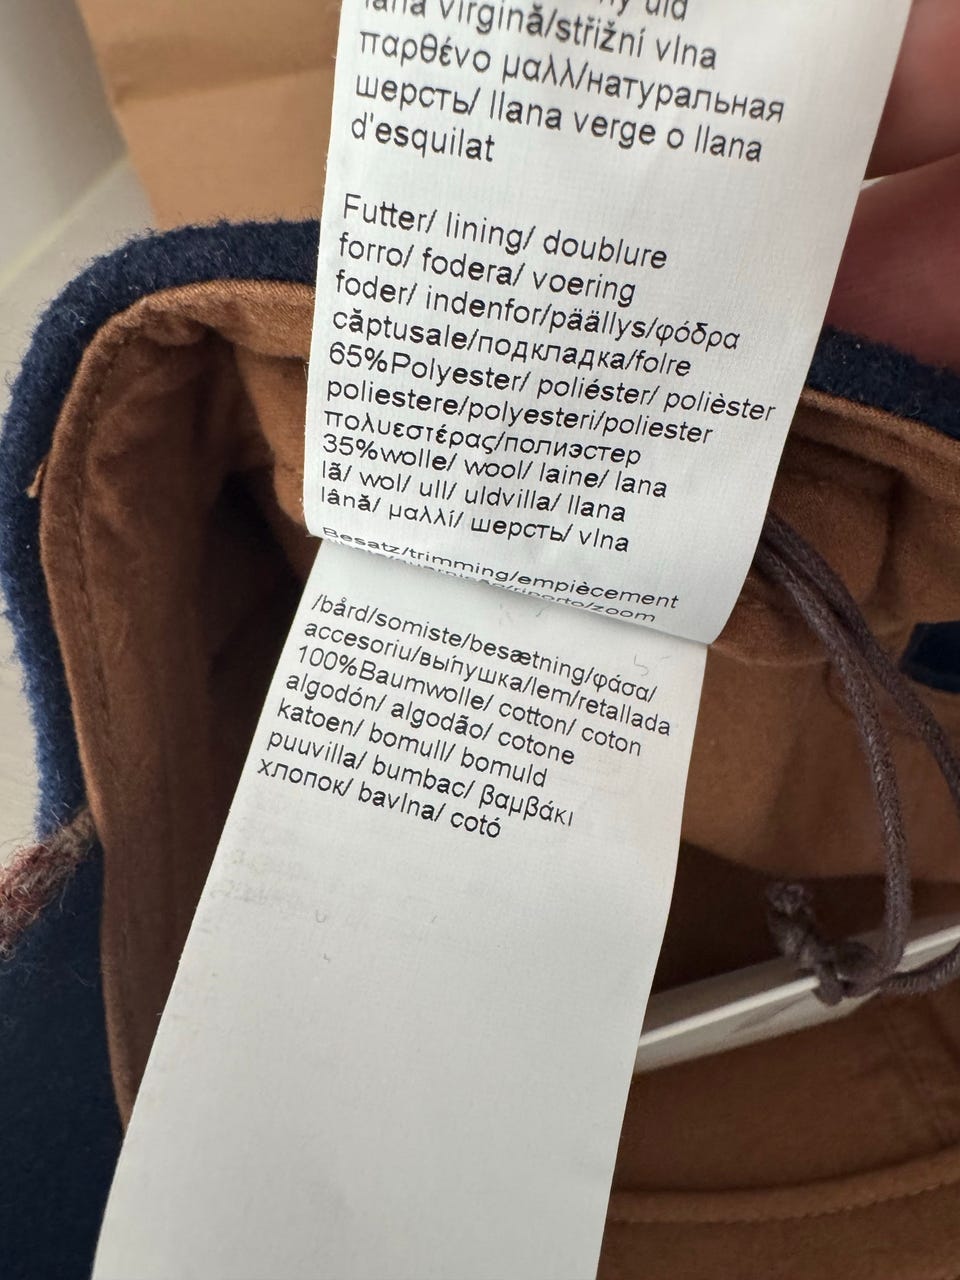 lana virgină/střižní vlna
παρθένο μαλλ/натуральная
шерсть/ llana verge o llana
d'esquilat
Futter/ lining/ doublure
forro/ fodera/ voering
foder/ indenfor/päällys/φόδρα
căptusale/подкладка/folre
65%Polyester/ poliéster/ polièster
poliestere/polyesteri/poliester
πολυεστέρας/полиэстер
35%wolle/ wool/ laine/ lana
lã/ wol/ ull/ uldvilla/ llana
lână/ μαλλί/ шерсть/ vlna
Besatz/trimming/empiècement
/riporto/zoom
/bård/somiste/besætning/φάσα/
accesoriu/выпушка/lem/retallada
100%Baumwolle/ cotton/ coton
algodón/ algodão/ cotone
katoen/ bomull/ bomuld
puuvilla/ bumbac/ βαμβάκι
хлопок/ bavlna/ cotó